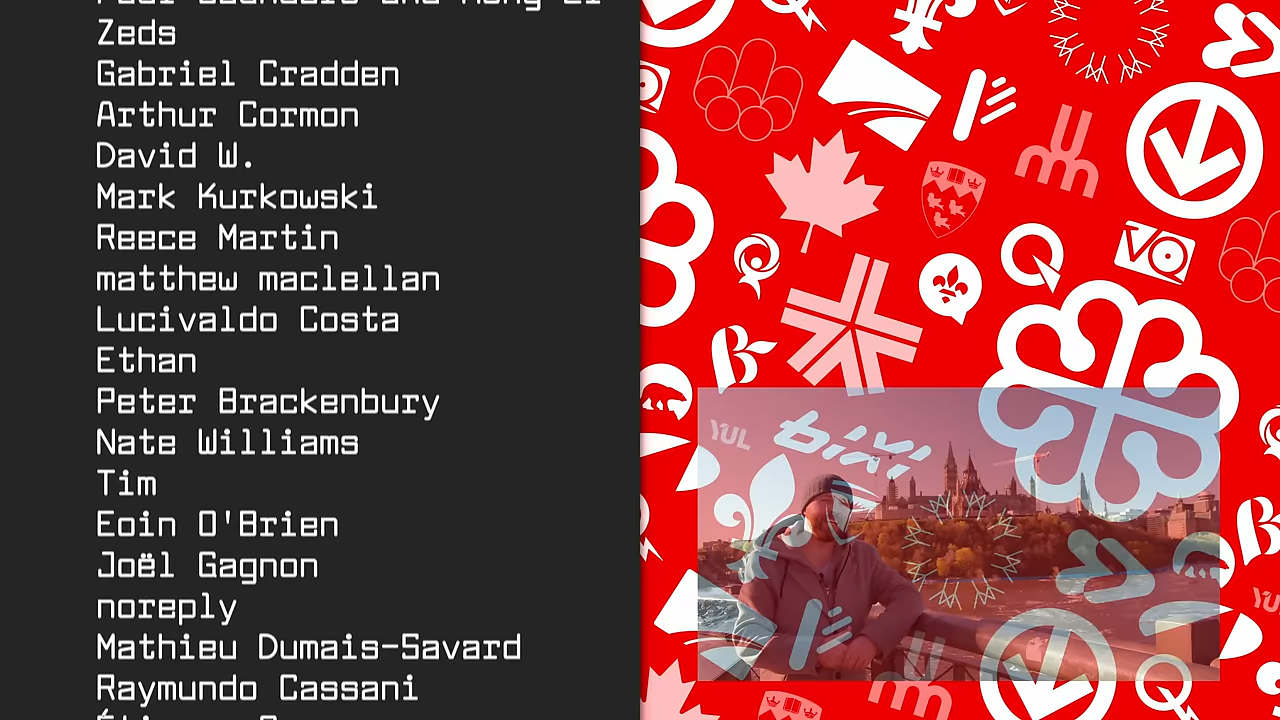 Zeds
Gabriel Cradden
Arthur Cormon
David W.
Mark Kurkowski
Reece Martin
matthew maclellan
Lucivaldo Costa
Ethan
Peter Brackenbury
Nate Williams
Tim
Eoin O'Brien
Joël Gagnon
noreply
Mathieu Dumais-Savard
Raymundo Cassani
VO
YUL
bixi
YUL